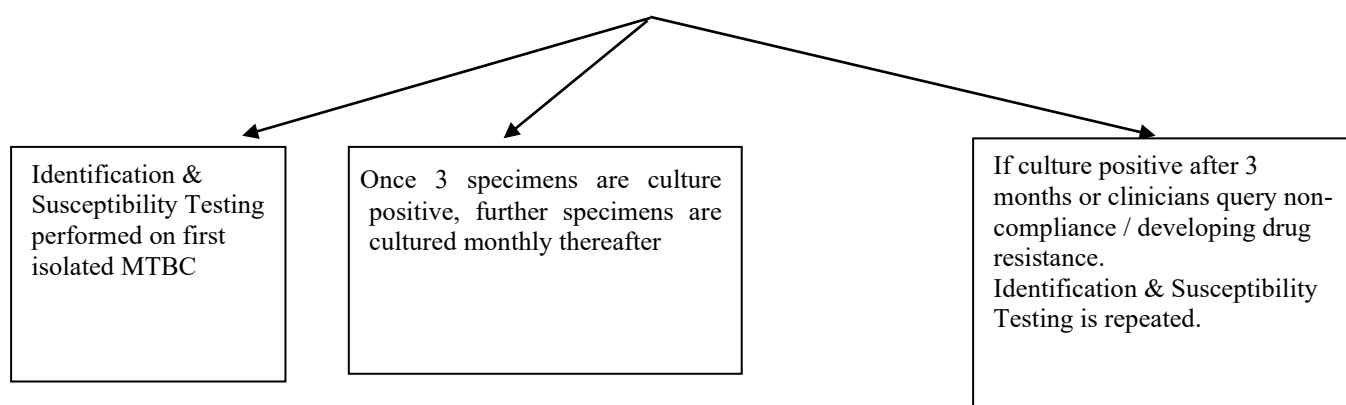 Identification &
Susceptibility Testing
performed on first
isolated MTBC
Once 3 specimens are culture
positive, further specimens are
cultured monthly thereafter
If culture positive after 3
months or clinicians query non-
compliance / developing drug
resistance.
Identification & Susceptibility
Testing is repeated.